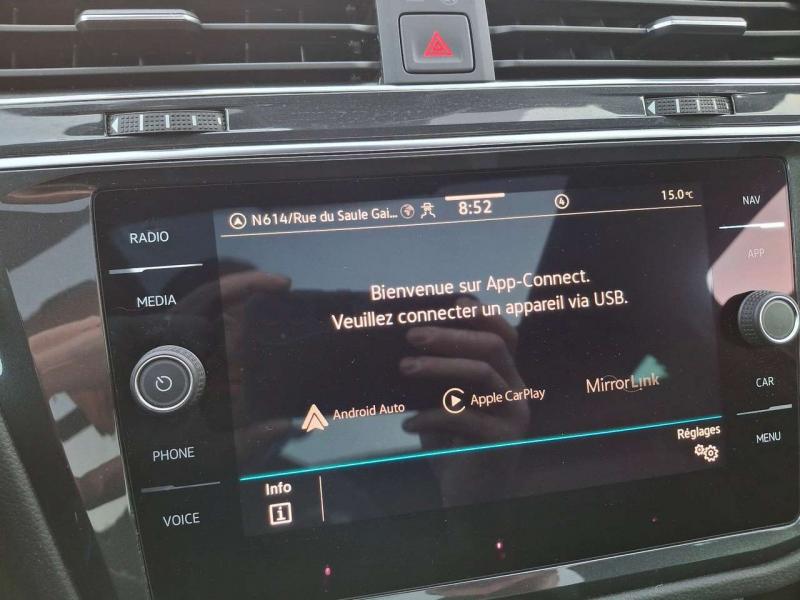 N614/Rue du Saule Gai... 8:52 4 15.0°C
RADIO
MEDIA
PHONE
VOICE
Bienvenue sur App-Connect.
Veuillez connecter un appareil via USB.
Android Auto Apple CarPlay MirrorLink
Réglages
Info
i
NAV
APP
CAR
MENU